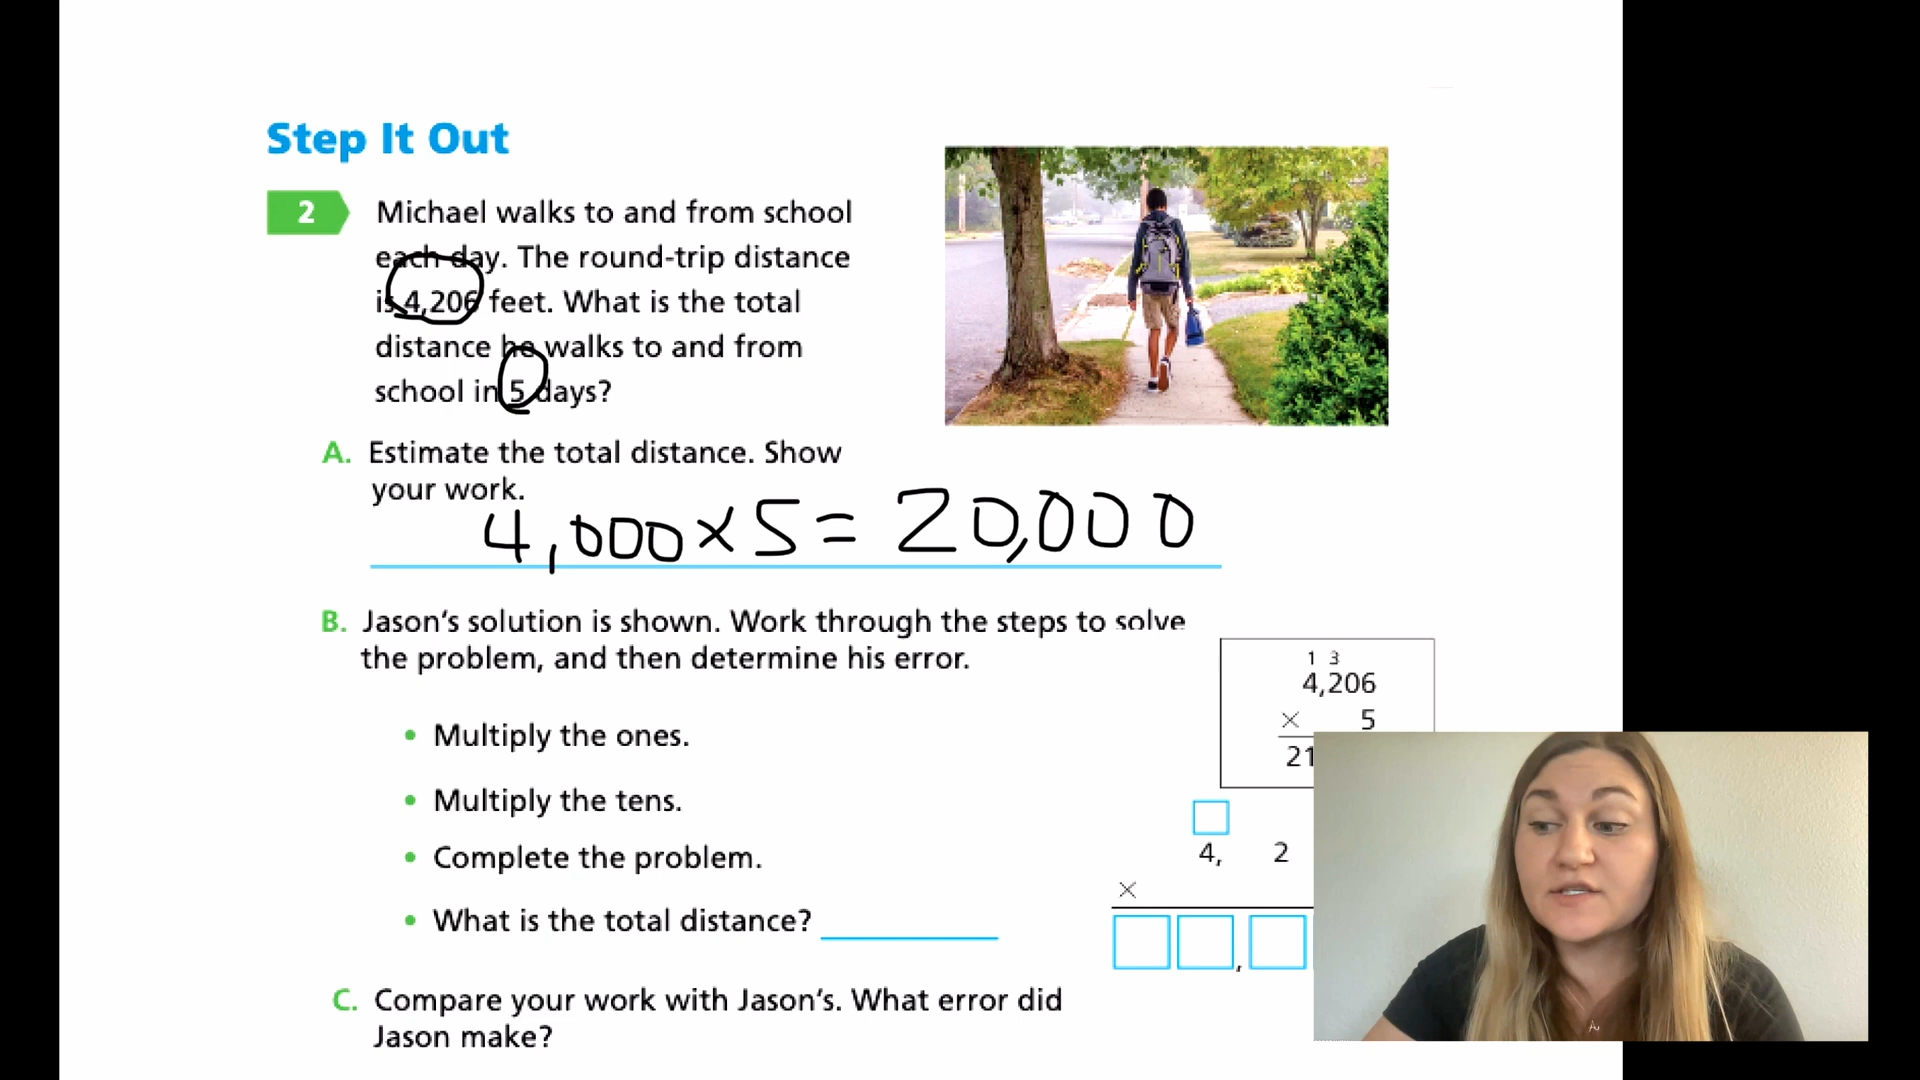 Step It Out
2 Michael walks to and from school
each day. The round-trip distance
is 4,206 feet. What is the total
distance he walks to and from
school in 5 days?
A. Estimate the total distance. Show
your work.
4,000 × 5 = 20,000
B. Jason's solution is shown. Work through the steps to solve
the problem, and then determine his error.
1 3
4,206
× 5
21
• Multiply the ones.
• Multiply the tens.
• Complete the problem.
• What is the total distance?
4, 2
×
,
C. Compare your work with Jason's. What error did
Jason make?